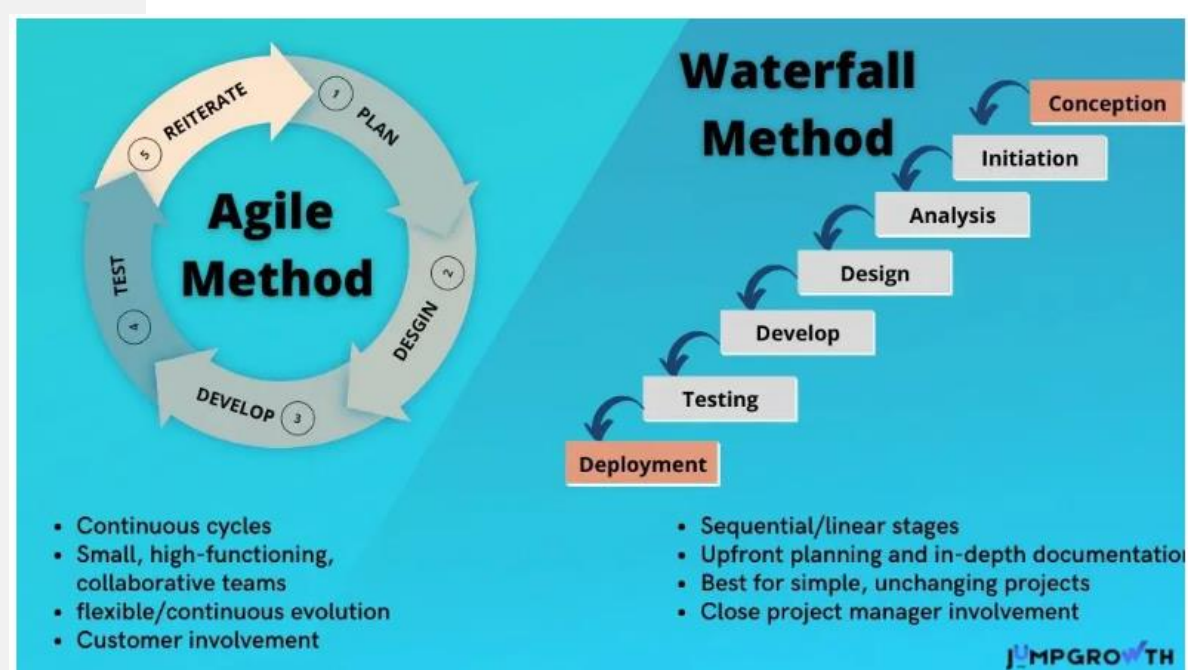 Agile
Method
1 PLAN
2 DESGIN
3 DEVELOP
4 TEST
5 REITERATE
• Continuous cycles
• Small, high-functioning,
collaborative teams
• flexible/continuous evolution
• Customer involvement
Waterfall
Method
Conception
Initiation
Analysis
Design
Develop
Testing
Deployment
• Sequential/linear stages
• Upfront planning and in-depth documentation
• Best for simple, unchanging projects
• Close project manager involvement
JUMPGROWTH